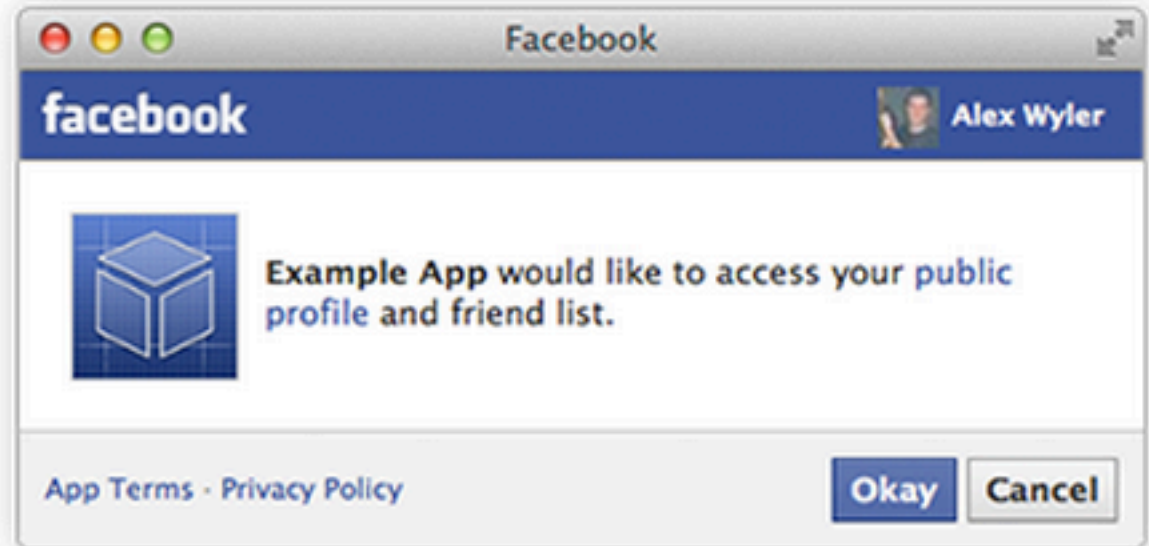 Facebook
facebook
Alex Wyler
Example App would like to access your public
profile and friend list.
App Terms · Privacy Policy
Okay
Cancel